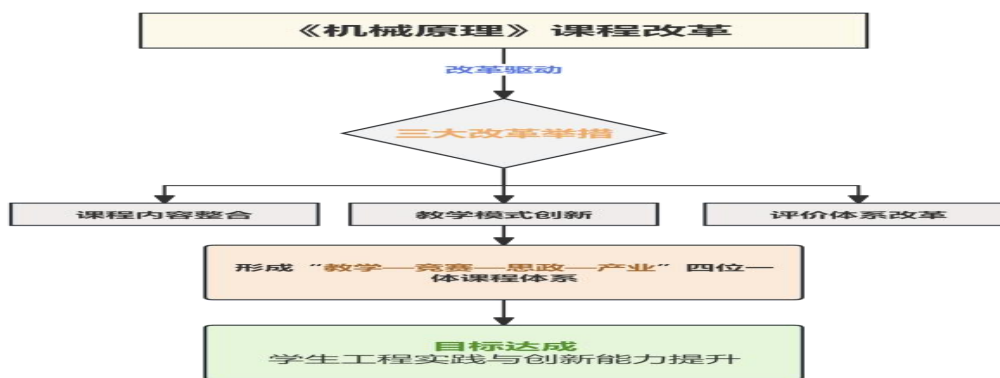 《机械原理》课程改革
改革驱动
三大改革举措
课程内容整合
教学模式创新
评价体系改革
形成“教学—竞赛—思政—产业”四位一
体课程体系
目标达成
学生工程实践与创新能力提升